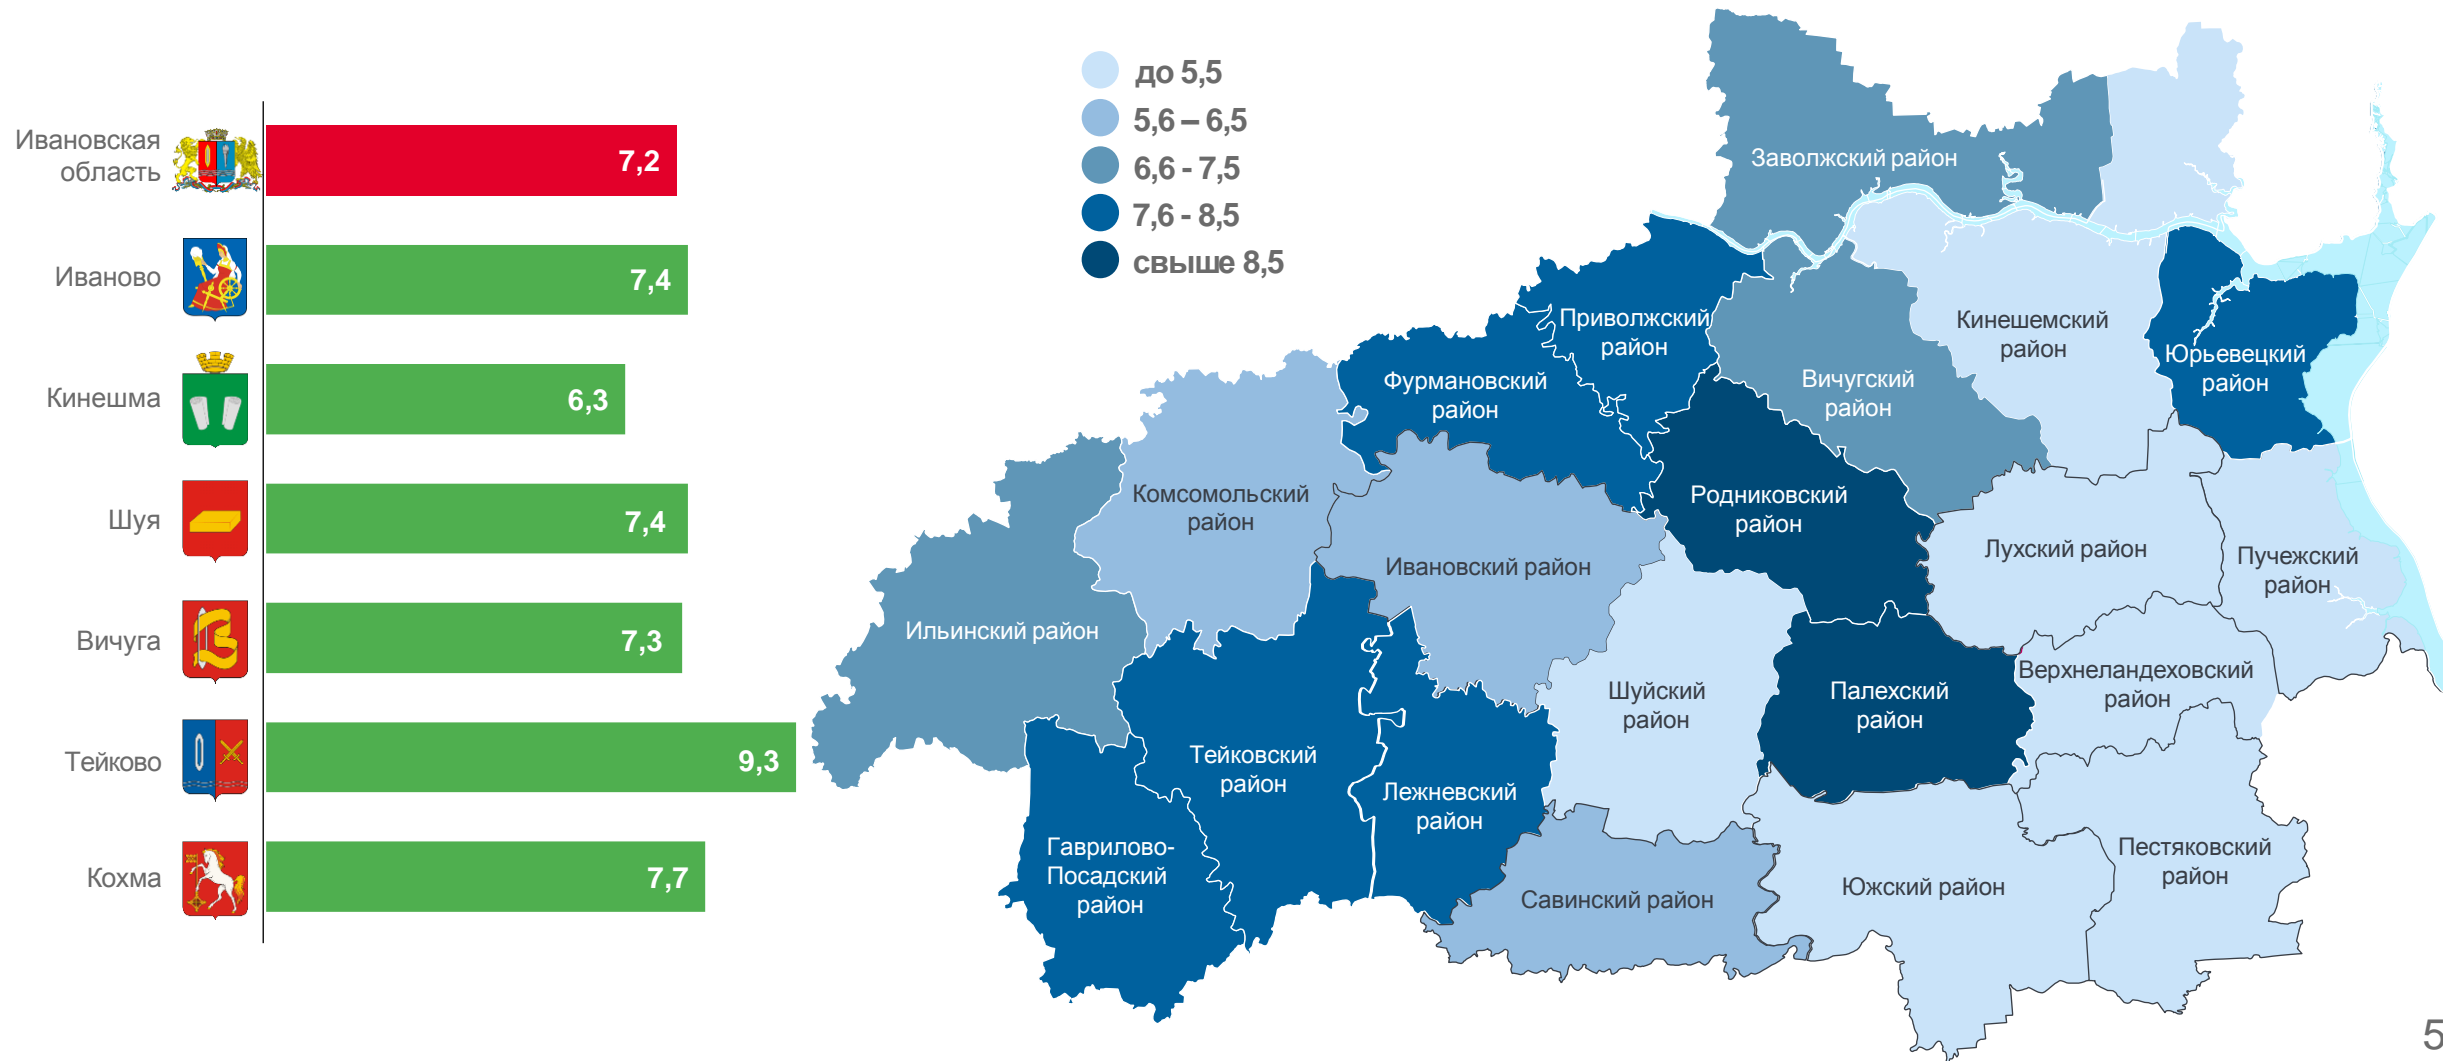 Ивановская
область
7,2
Иваново
7,4
Кинешма
6,3
Шуя
7,4
Вичуга
7,3
Тейково
9,3
Кохма
7,7
до 5,5
5,6 – 6,5
6,6 - 7,5
7,6 - 8,5
свыше 8,5
Заволжский район
Приволжский
район
Кинешемский
район
Юрьевецкий
район
Фурмановский
район
Вичугский
район
Комсомольский
район
Родниковский
район
Ивановский район
Лухский район
Пучежский
район
Ильинский район
Шуйский
район
Палехский
район
Верхнеландеховский
район
Тейковский
район
Лежневский
район
Гаврилово-
Посадский
район
Савинский район
Южский район
Пестяковский
район
5